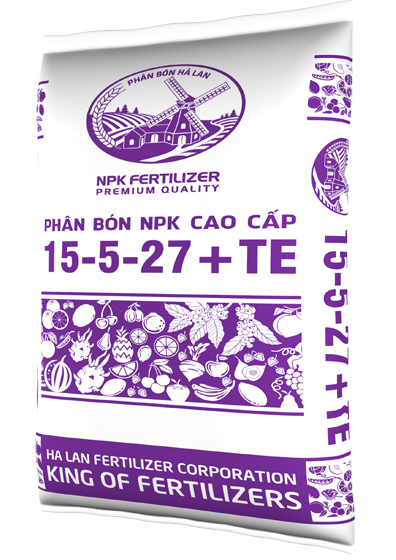 PHÂN BÓN HÀ LAN
NPK FERTILIZER
PREMIUM QUALITY
PHÂN BÓN NPK CAO CẤP
15-5-27+TE
HA LAN FERTILIZER CORPORATION
KING OF FERTILIZERS
15-5-27+TE